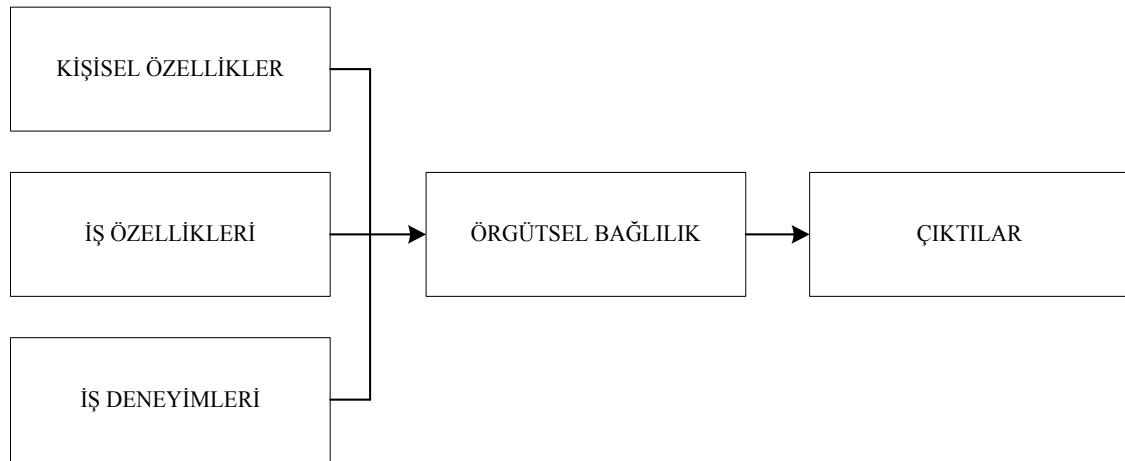 KİŞİSEL ÖZELLİKLER
İŞ ÖZELLİKLERİ
ÖRGÜTSEL BAĞLILIK
ÇIKTILAR
İŞ DENEYİMLERİ